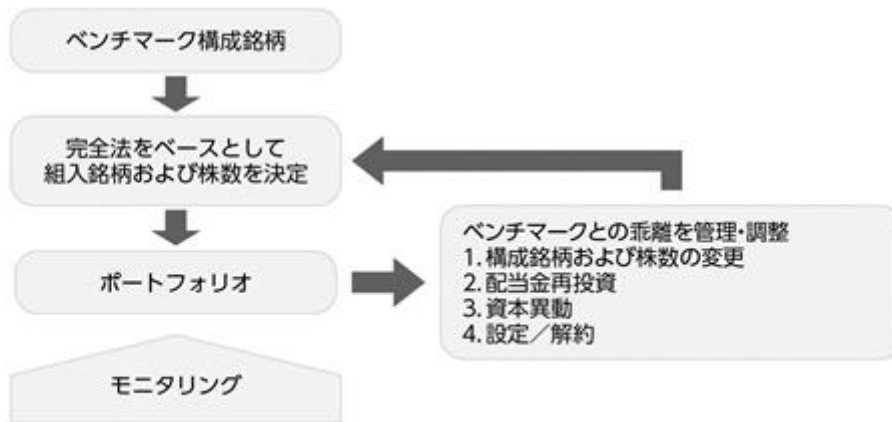 ベンチマーク構成銘柄
完全法をベースとして
組入銘柄および株数を決定
ポートフォリオ
モニタリング
ベンチマークとの乖離を管理・調整
1. 構成銘柄および株数の変更
2. 配当金再投資
3. 資本異動
4. 設定／解約